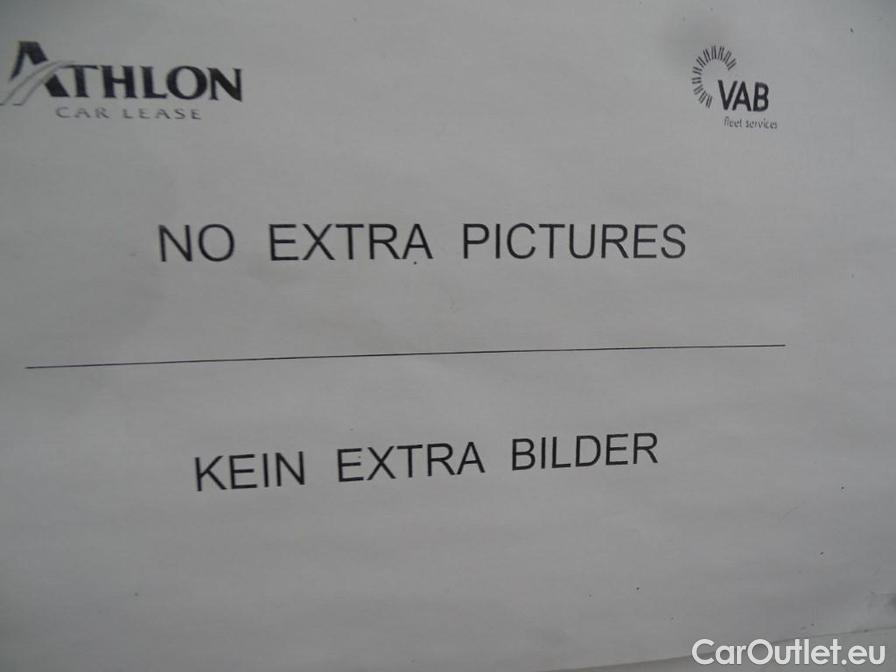 ATHLON
CAR LEASE
VAB
fleet services
NO EXTRA PICTURES
KEIN EXTRA BILDER
CarOutlet.eu